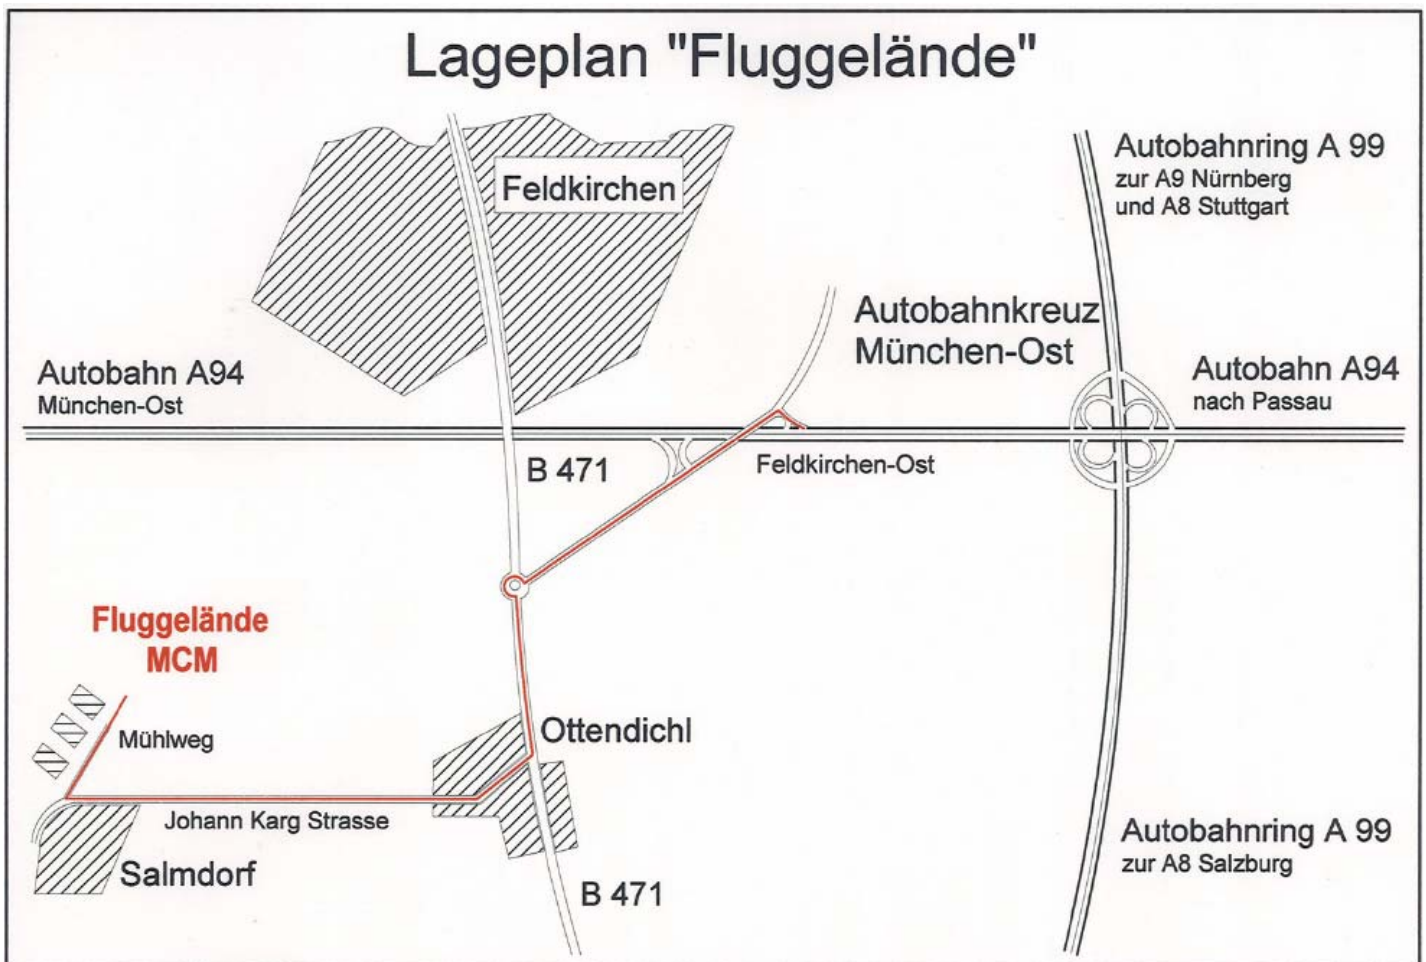 Lageplan "Fluggelände"
Feldkirchen
Autobahnring A 99
zur A9 Nürnberg
und A8 Stuttgart
Autobahnkreuz
München-Ost
Autobahn A94
München-Ost
Autobahn A94
nach Passau
B 471
Feldkirchen-Ost
Fluggelände
MCM
Mühlweg
Ottendichl
Johann Karg Strasse
Salmdorf
B 471
Autobahnring A 99
zur A8 Salzburg